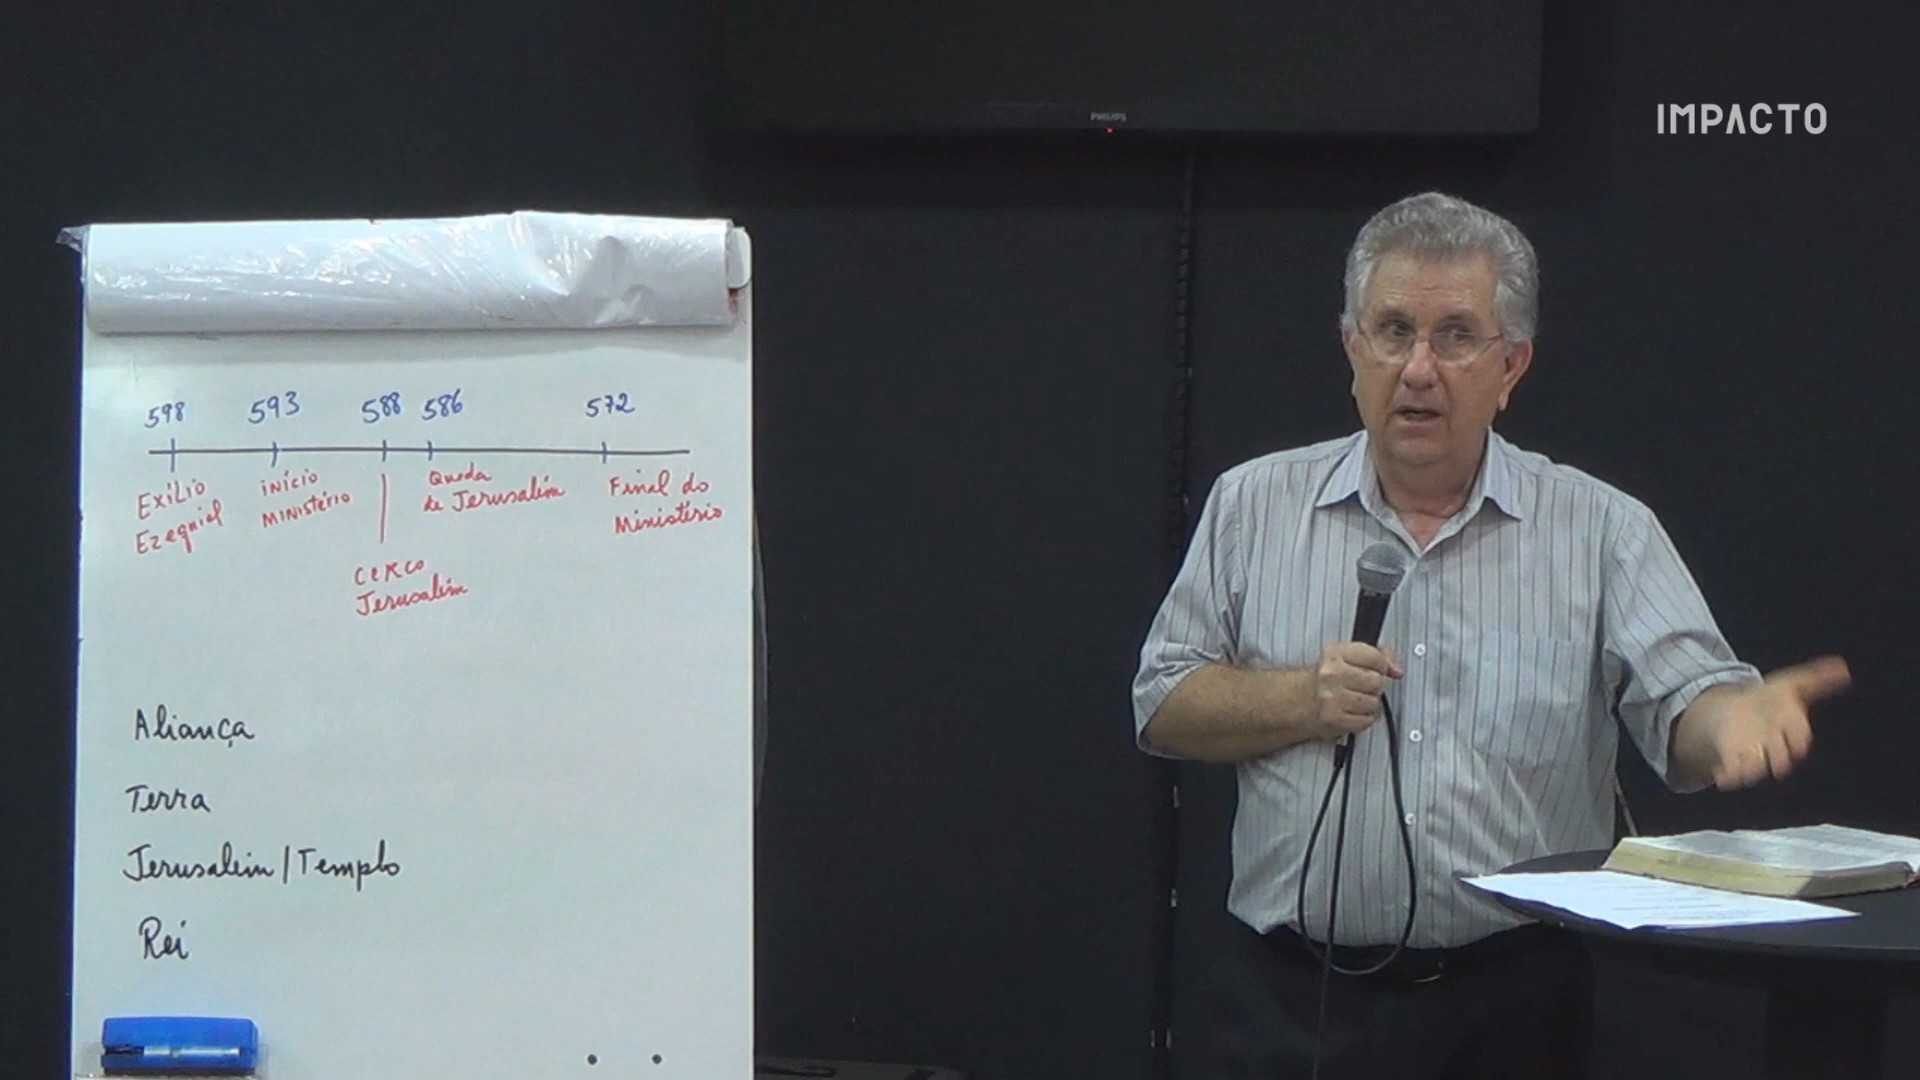 IMPACTO
PHILIPS
598 593 588 586 572
Exílio
Ezequiel
início
Ministério
Queda
de Jerusalém
Final do
Ministério
cerco
Jerusalém
Aliança
Terra
Jerusalém/Templo
Rei